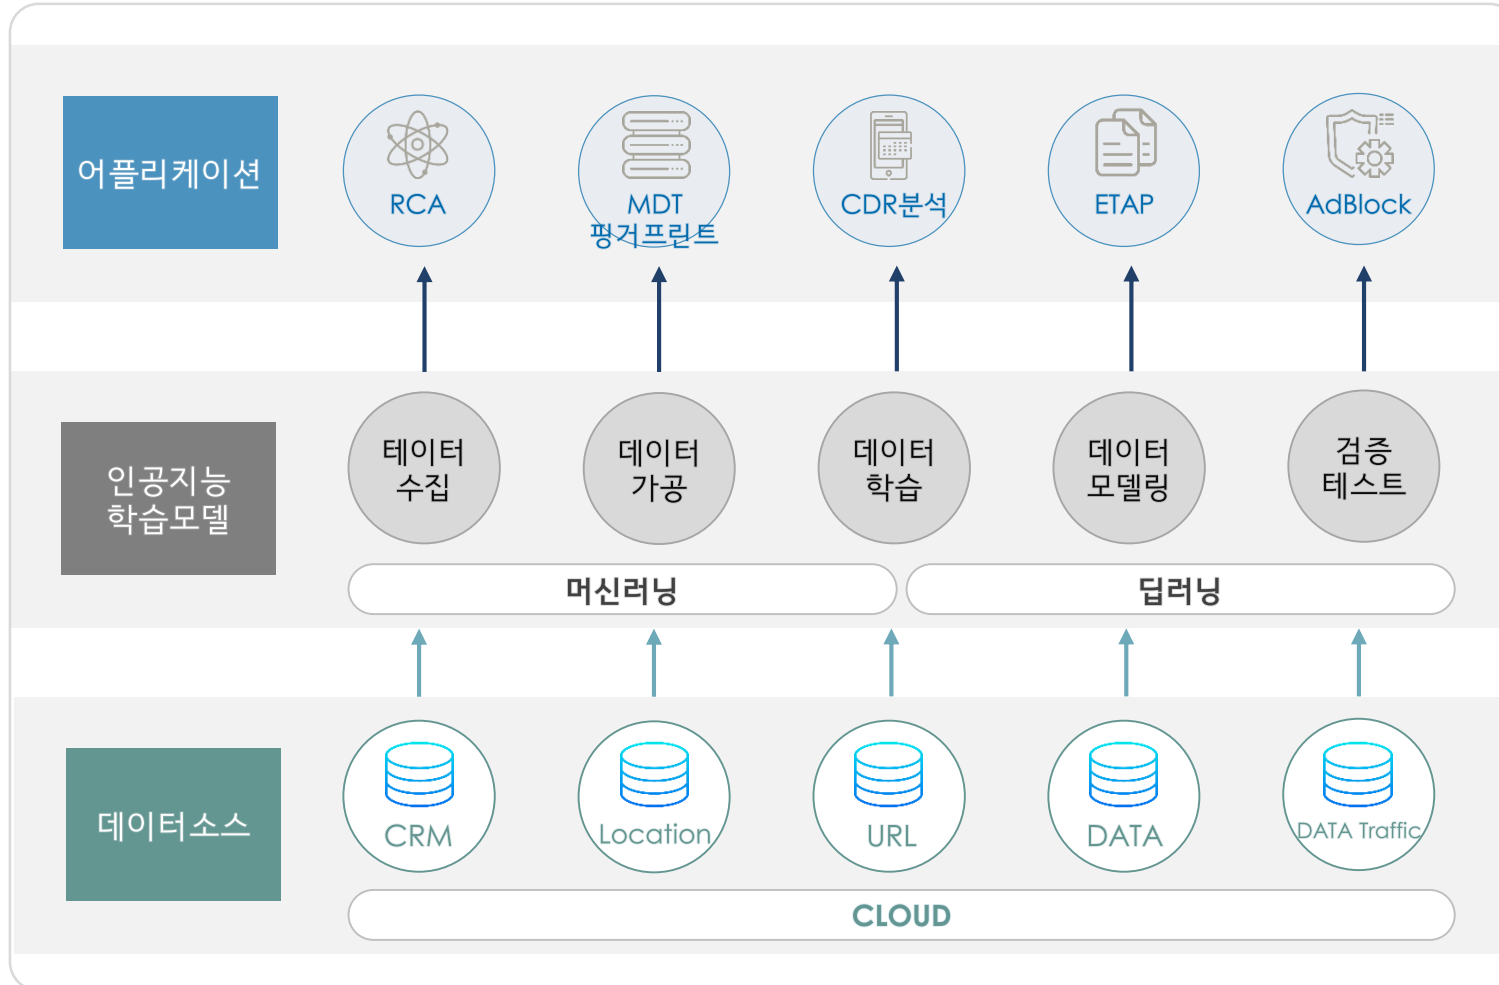 어플리케이션
RCA
MDT
핑거프린트
CDR분석
ETAP
AdBlock
인공지능
학습모델
테이터
수집
데이터
가공
데이터
학습
데이터
모델링
검증
테스트
머신러닝
딥러닝
데이터소스
CRM
Location
URL
DATA
DATA Traffic
CLOUD